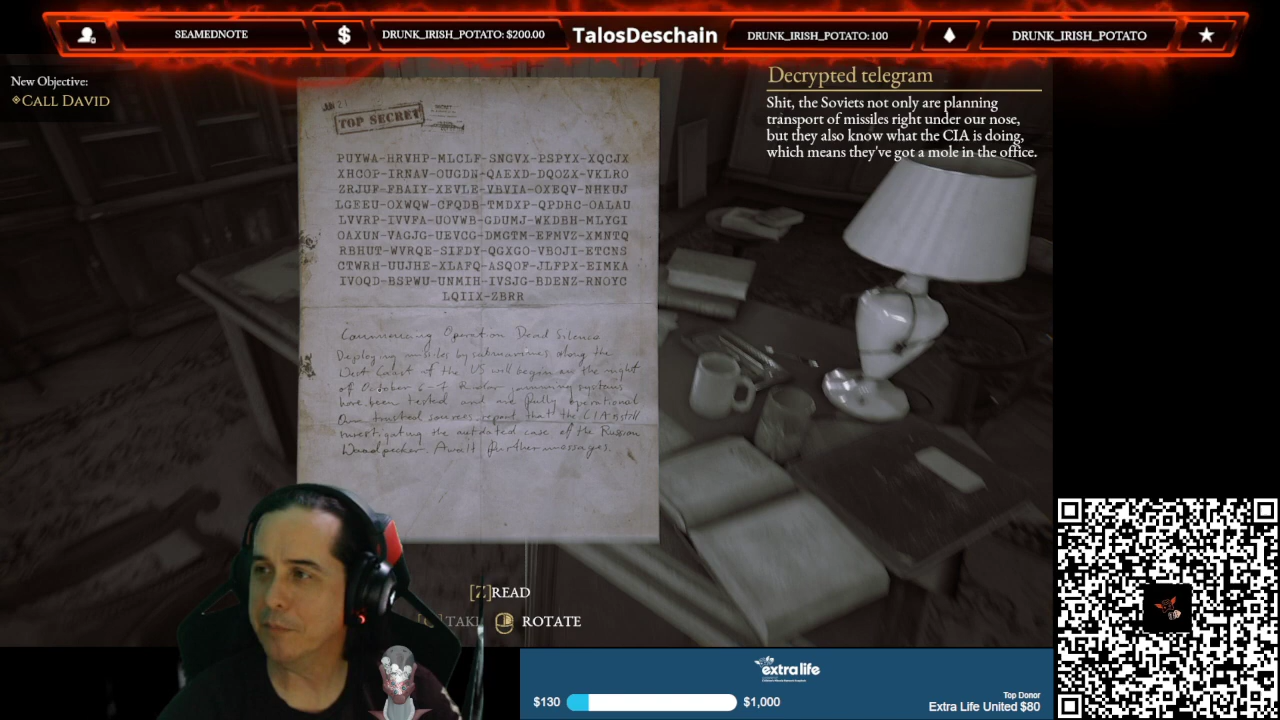 SEAMEDNOTE
$
DRUNK_IRISH_POTATO: $200.00
TalosDeschain
DRUNK_IRISH_POTATO: 100
DRUNK_IRISH_POTATO
New Objective:
CALL DAVID
Decrypted telegram
Shit, the Soviets not only are planning
transport of missiles right under our nose,
but they also know what the CIA is doing,
which means they've got a mole in the office.
TOP SECRET
PUYWA-HRVHP-MLCLF-SNGVX-PSPYX-XQCJX
XHCOP-IRNAV-OUGDN-QAEXD-DQOZX-VKLRO
ZRJUF-FBAIY-XEVLE-VBVIA-OXEQV-NHKUJ
LGEEU-OXWQW-CFQDB-TMDXP-QPDHC-OALAU
LVVRP-IVVFA-UOVWB-GDUMJ-WKDBH-MLYGI
OAXUN-VAGJG-UEVCG-DMGTM-EFMVZ-XMNTQ
RBHUT-WVRQE-SIFDY-QGXGO-VBOJI-ETCNS
CTWRH-UUJHE-XLAFQ-ASQOF-JLFPX-EIMKA
IVOQD-BSPWU-UNMIH-IVSJG-BDENZ-RNOYC
LQIIX-ZBRR
Commencing Operation Dead Silence
Deploying missiles by submarines along the
West Coast of the US will began on the night
of October 6-7 Radar jamming systems
have been tested and are fully operational
Our trusted sources report that the CIA is still
investigating the outdated case of the Russian
Woodpecker. Await further messages.
[Z]READ
TAK
ROTATE
extralife
$130
$1,000
Top Donor
Extra Life United $80